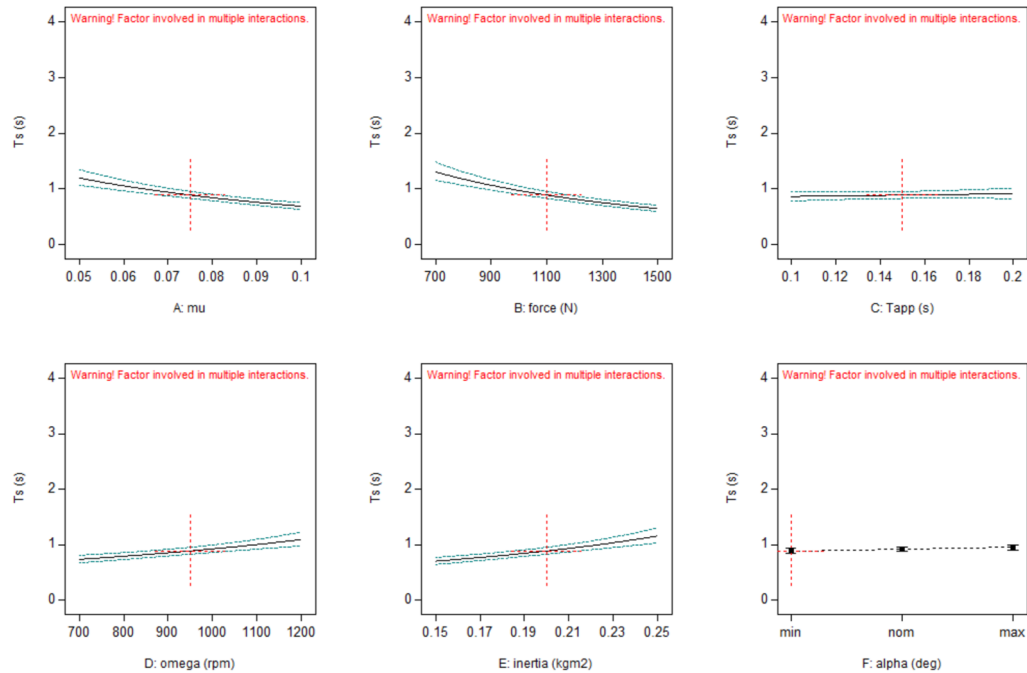 Warning! Factor involved in multiple interactions.
4
3
2
1
0
Ts (s)
0.05 0.06 0.07 0.08 0.09 0.1
A: mu
Warning! Factor involved in multiple interactions.
4
3
2
1
0
Ts (s)
700 900 1100 1300 1500
B: force (N)
Warning! Factor involved in multiple interactions.
4
3
2
1
0
Ts (s)
0.1 0.12 0.14 0.16 0.18 0.2
C: Tapp (s)
Warning! Factor involved in multiple interactions.
4
3
2
1
0
Ts (s)
700 800 900 1000 1100 1200
D: omega (rpm)
Warning! Factor involved in multiple interactions.
4
3
2
1
0
Ts (s)
0.15 0.17 0.19 0.21 0.23 0.25
E: inertia (kgm2)
Warning! Factor involved in multiple interactions.
4
3
2
1
0
Ts (s)
min nom max
F: alpha (deg)